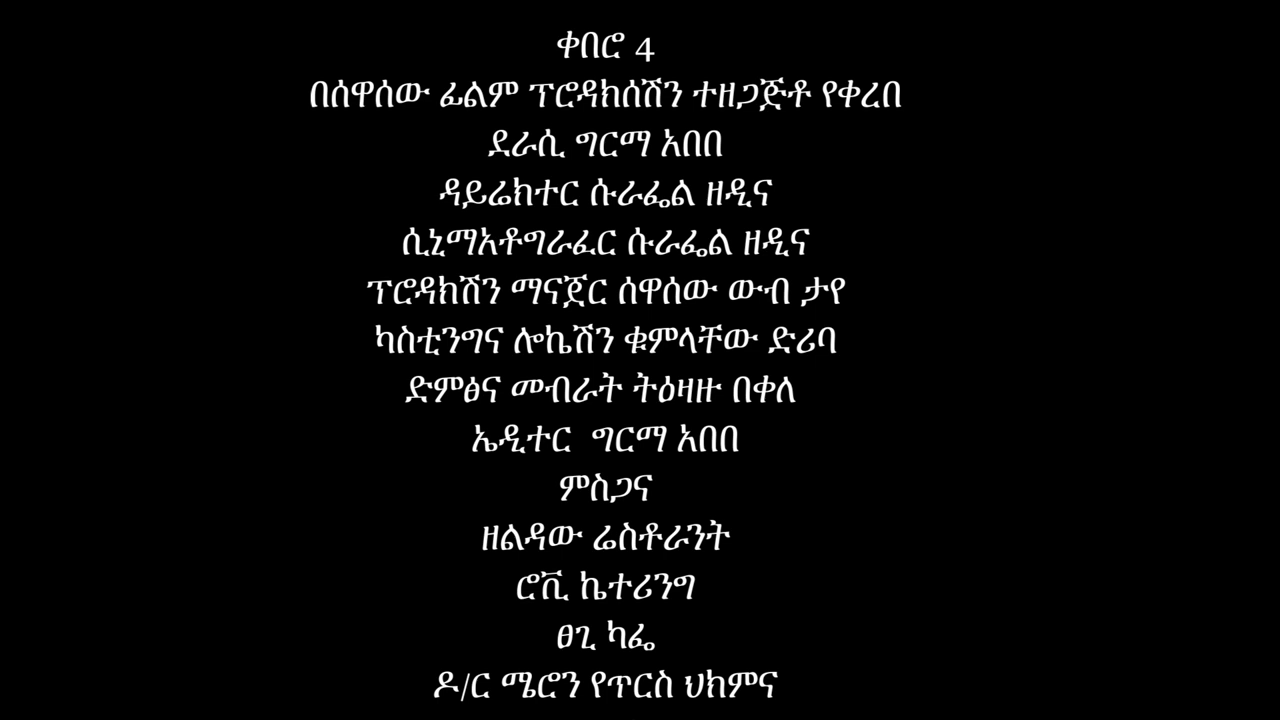 ቀበሮ 4
በሰዋሰው ፊልም ፕሮዳክሰሽን ተዘጋጅቶ የቀረበ
ደራሲ ግርማ አበበ
ዳይሬክተር ሱራፌል ዘዲና
ሲኒማአቶግራፈር ሱራፌል ዘዲና
ፕሮዳክሽን ማናጀር ሰዋሰው ውብ ታየ
ካስቲንግና ሎኬሽን ቁምላቸው ድሪባ
ድምፅና መብራት ትዕዛዙ በቀለ
ኤዲተር ግርማ አበበ
ምስጋና
ዘልዳው ሬስቶራንት
ሮቪ ኬተሪንግ
ፀጊ ካፌ
ዶ/ር ሜሮን የጥርስ ህክምና